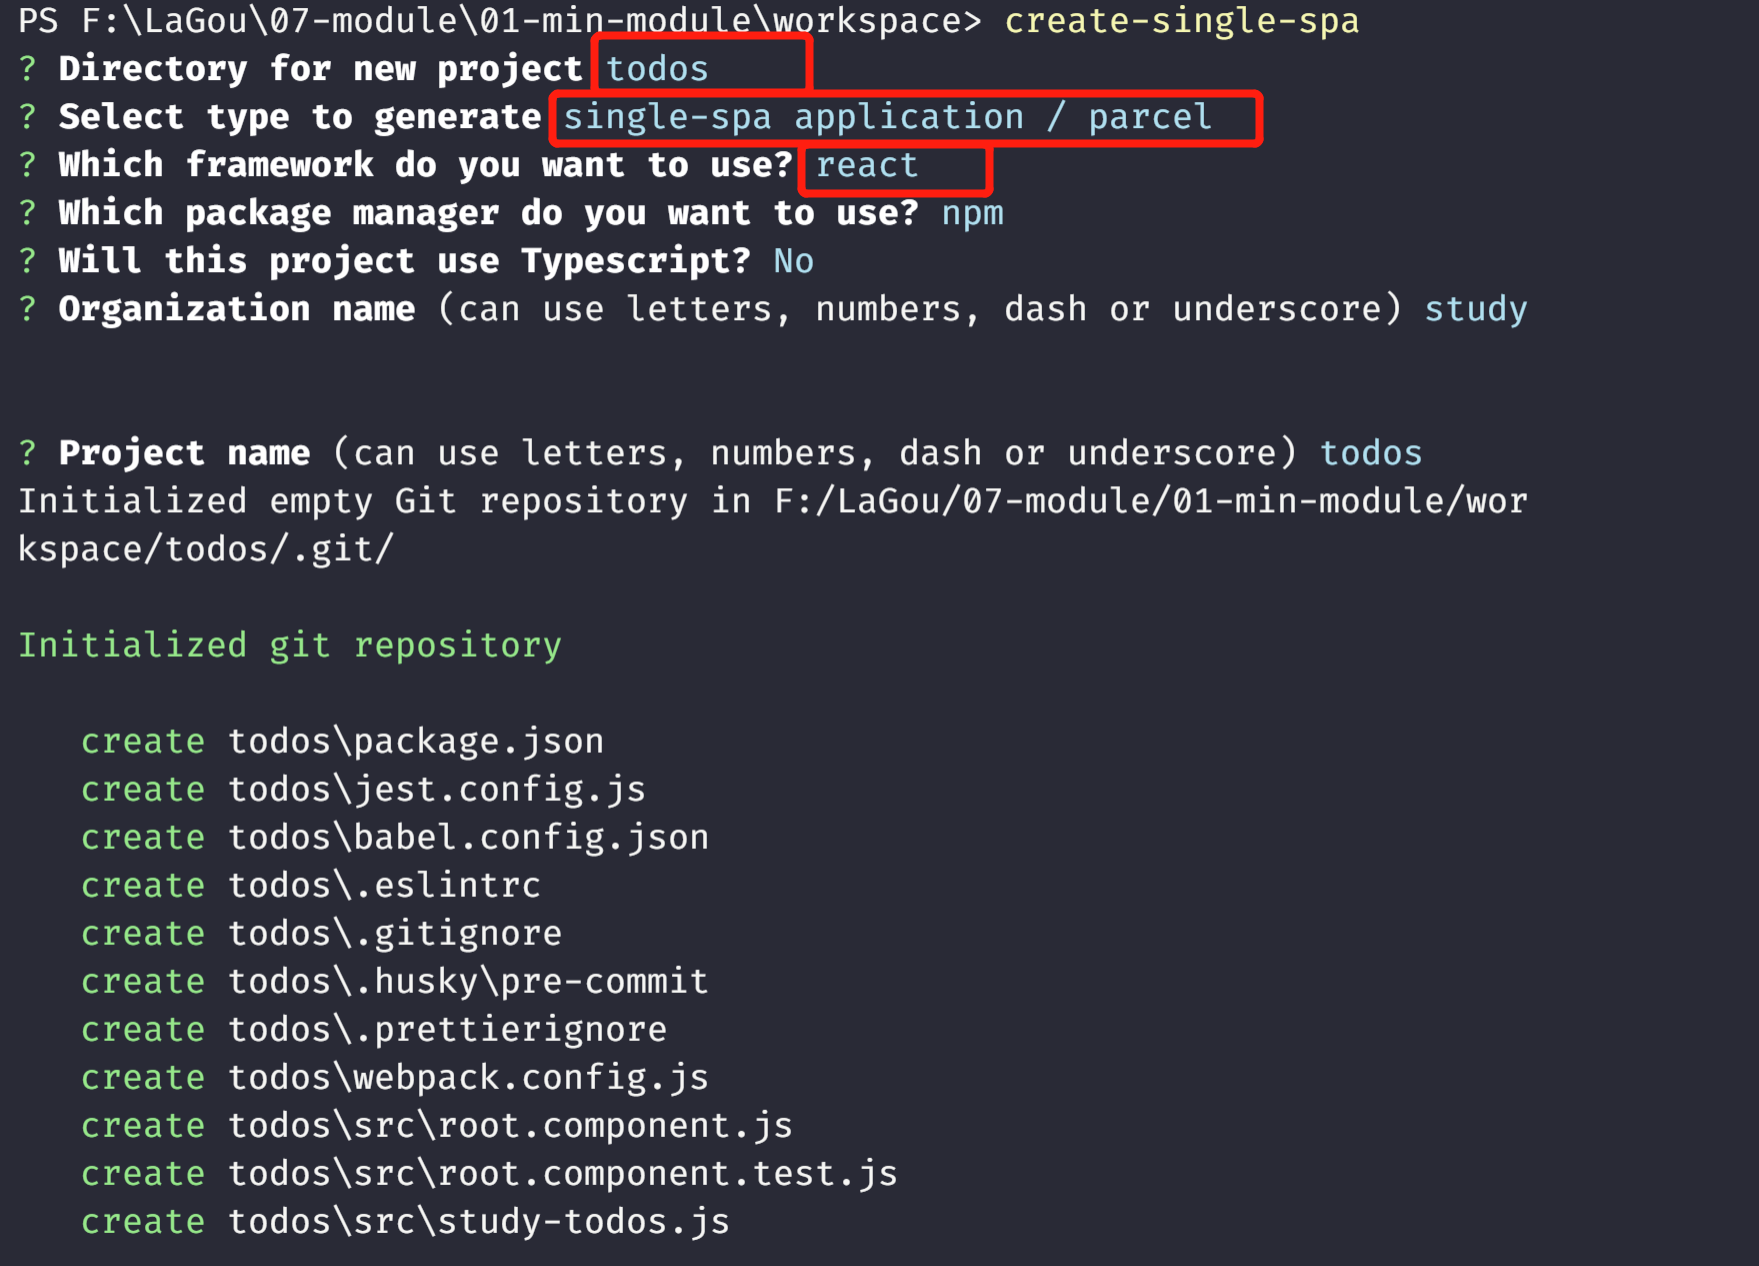 PS F:\LaGou\07-module\01-min-module\workspace> create-single-spa
? Directory for new project todos
? Select type to generate single-spa application / parcel
? Which framework do you want to use? react
? Which package manager do you want to use? npm
? Will this project use Typescript? No
? Organization name (can use letters, numbers, dash or underscore) study
? Project name (can use letters, numbers, dash or underscore) todos
Initialized empty Git repository in F:/LaGou/07-module/01-min-module/wor
kspace/todos/.git/
Initialized git repository
create todos\package.json
create todos\jest.config.js
create todos\babel.config.json
create todos\.eslintrc
create todos\.gitignore
create todos\.husky\pre-commit
create todos\.prettierignore
create todos\webpack.config.js
create todos\src\root.component.js
create todos\src\root.component.test.js
create todos\src\study-todos.js